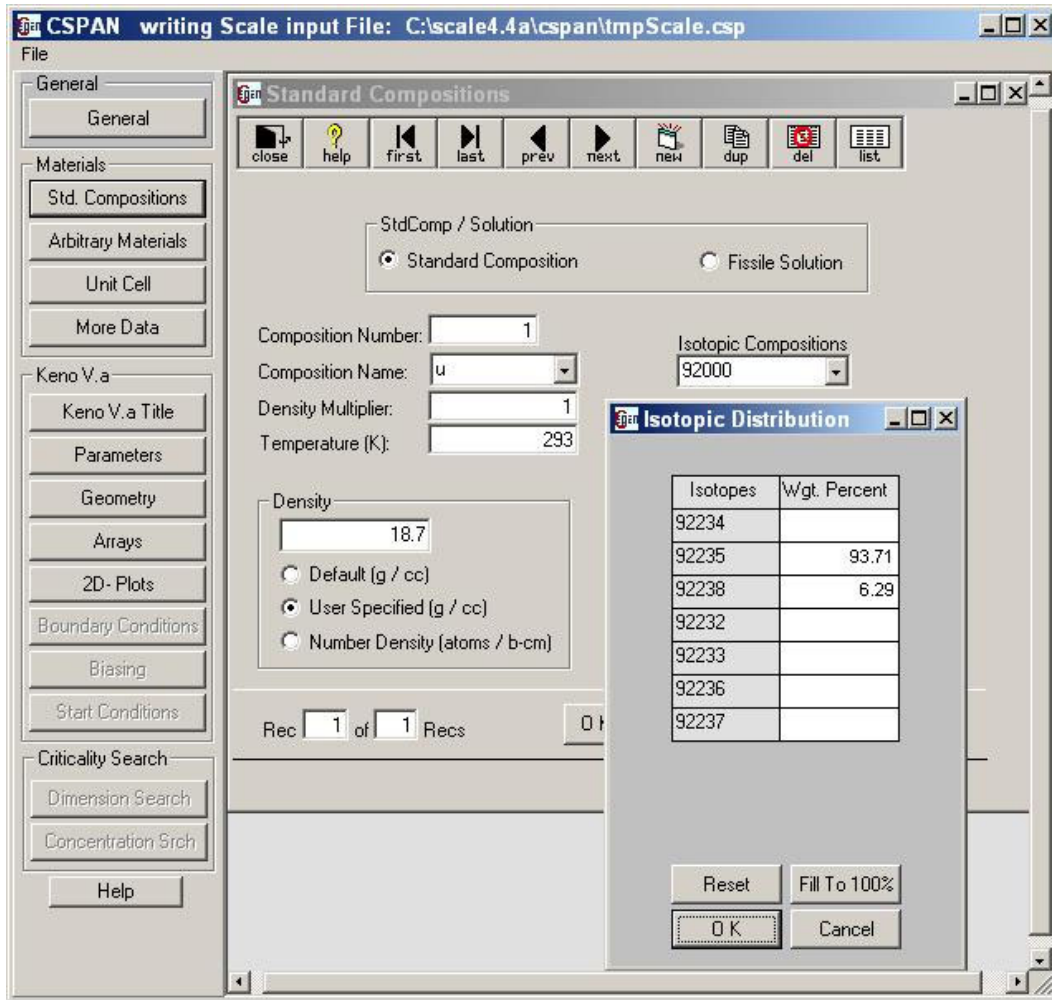 CSPAN writing Scale input File: C:\scale4.4a\cspan\tmpScale.csp
File
General
General
Materials
Std. Compositions
Arbitrary Materials
Unit Cell
More Data
Keno V.a
Keno V.a Title
Parameters
Geometry
Arrays
2D- Plots
Boundary Conditions
Biasing
Start Conditions
Criticality Search
Dimension Search
Concentration Srch
Help
Standard Compositions
close help first last prev next new dup del list
StdComp / Solution
Standard Composition Fissile Solution
Composition Number: 1
Composition Name: u
Density Multiplier: 1
Temperature (K): 293
Isotopic Compositions
92000
Density
18.7
Default (g / cc)
User Specified (g / cc)
Number Density (atoms / b-cm)
Rec 1 of 1 Recs
Isotopic Distribution
Isotopes Wgt. Percent
92234
92235 93.71
92238 6.29
92232
92233
92236
92237
Reset Fill To 100%
O K Cancel